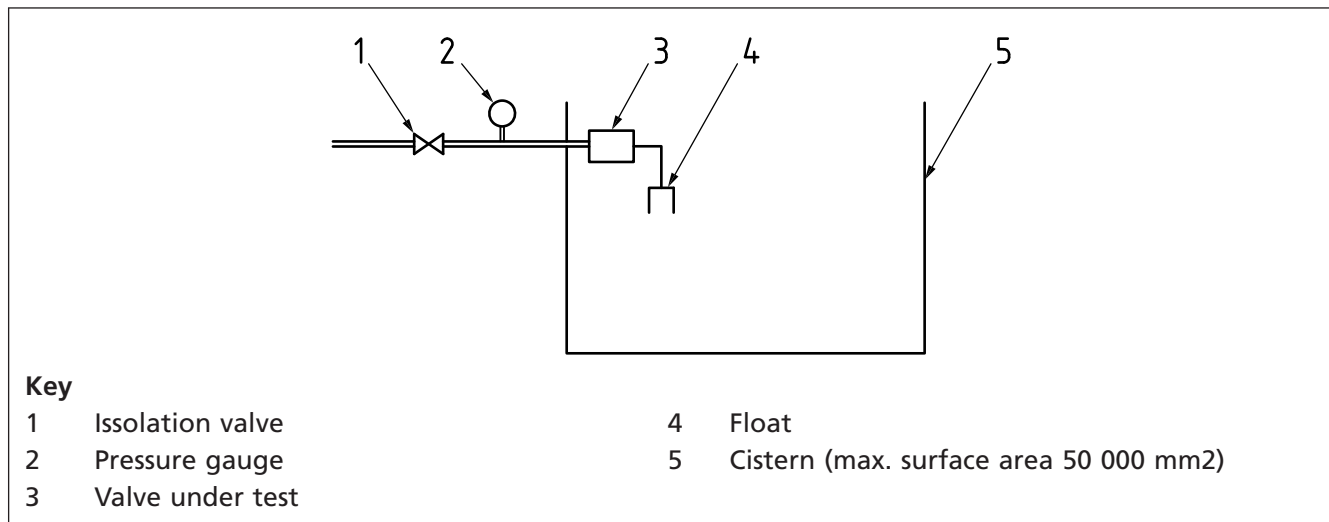 1 2 3 4 5
Key
1 Issolation valve
2 Pressure gauge
3 Valve under test
4 Float
5 Cistern (max. surface area 50 000 mm2)